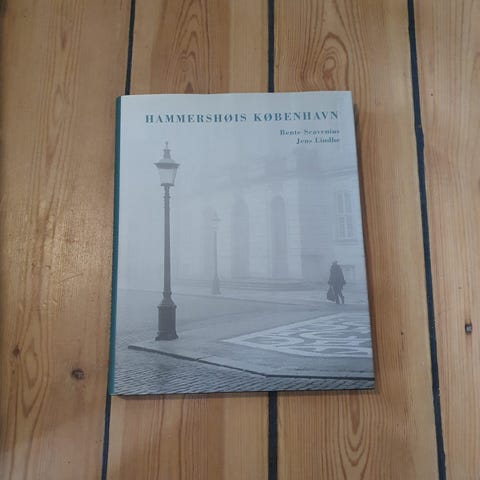 HAMMERSHØIS KØBENHAVN
Bente Scavenius
Jens Lindhe